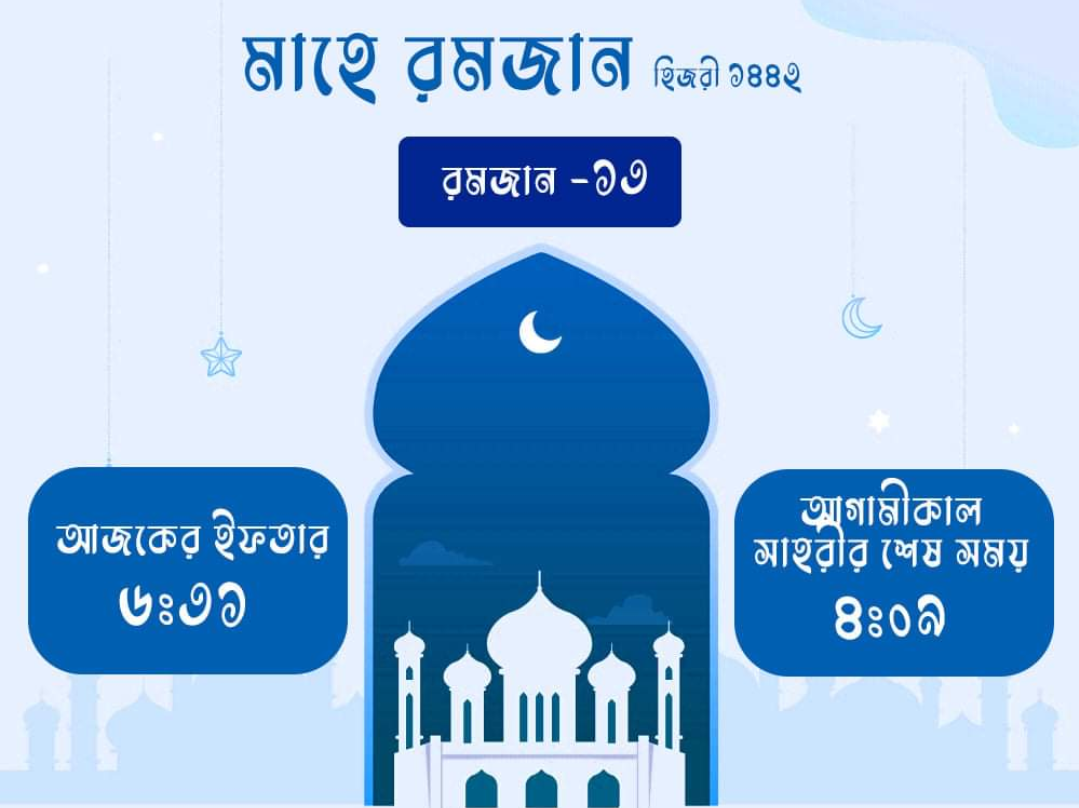 মাহে রমজান হিজরী ১৪৪২
রমজান -১৩
আজকের ইফতার
৬ঃ৩১
আগামীকাল
সাহরীর শেষ সময়
৪ঃ০৯